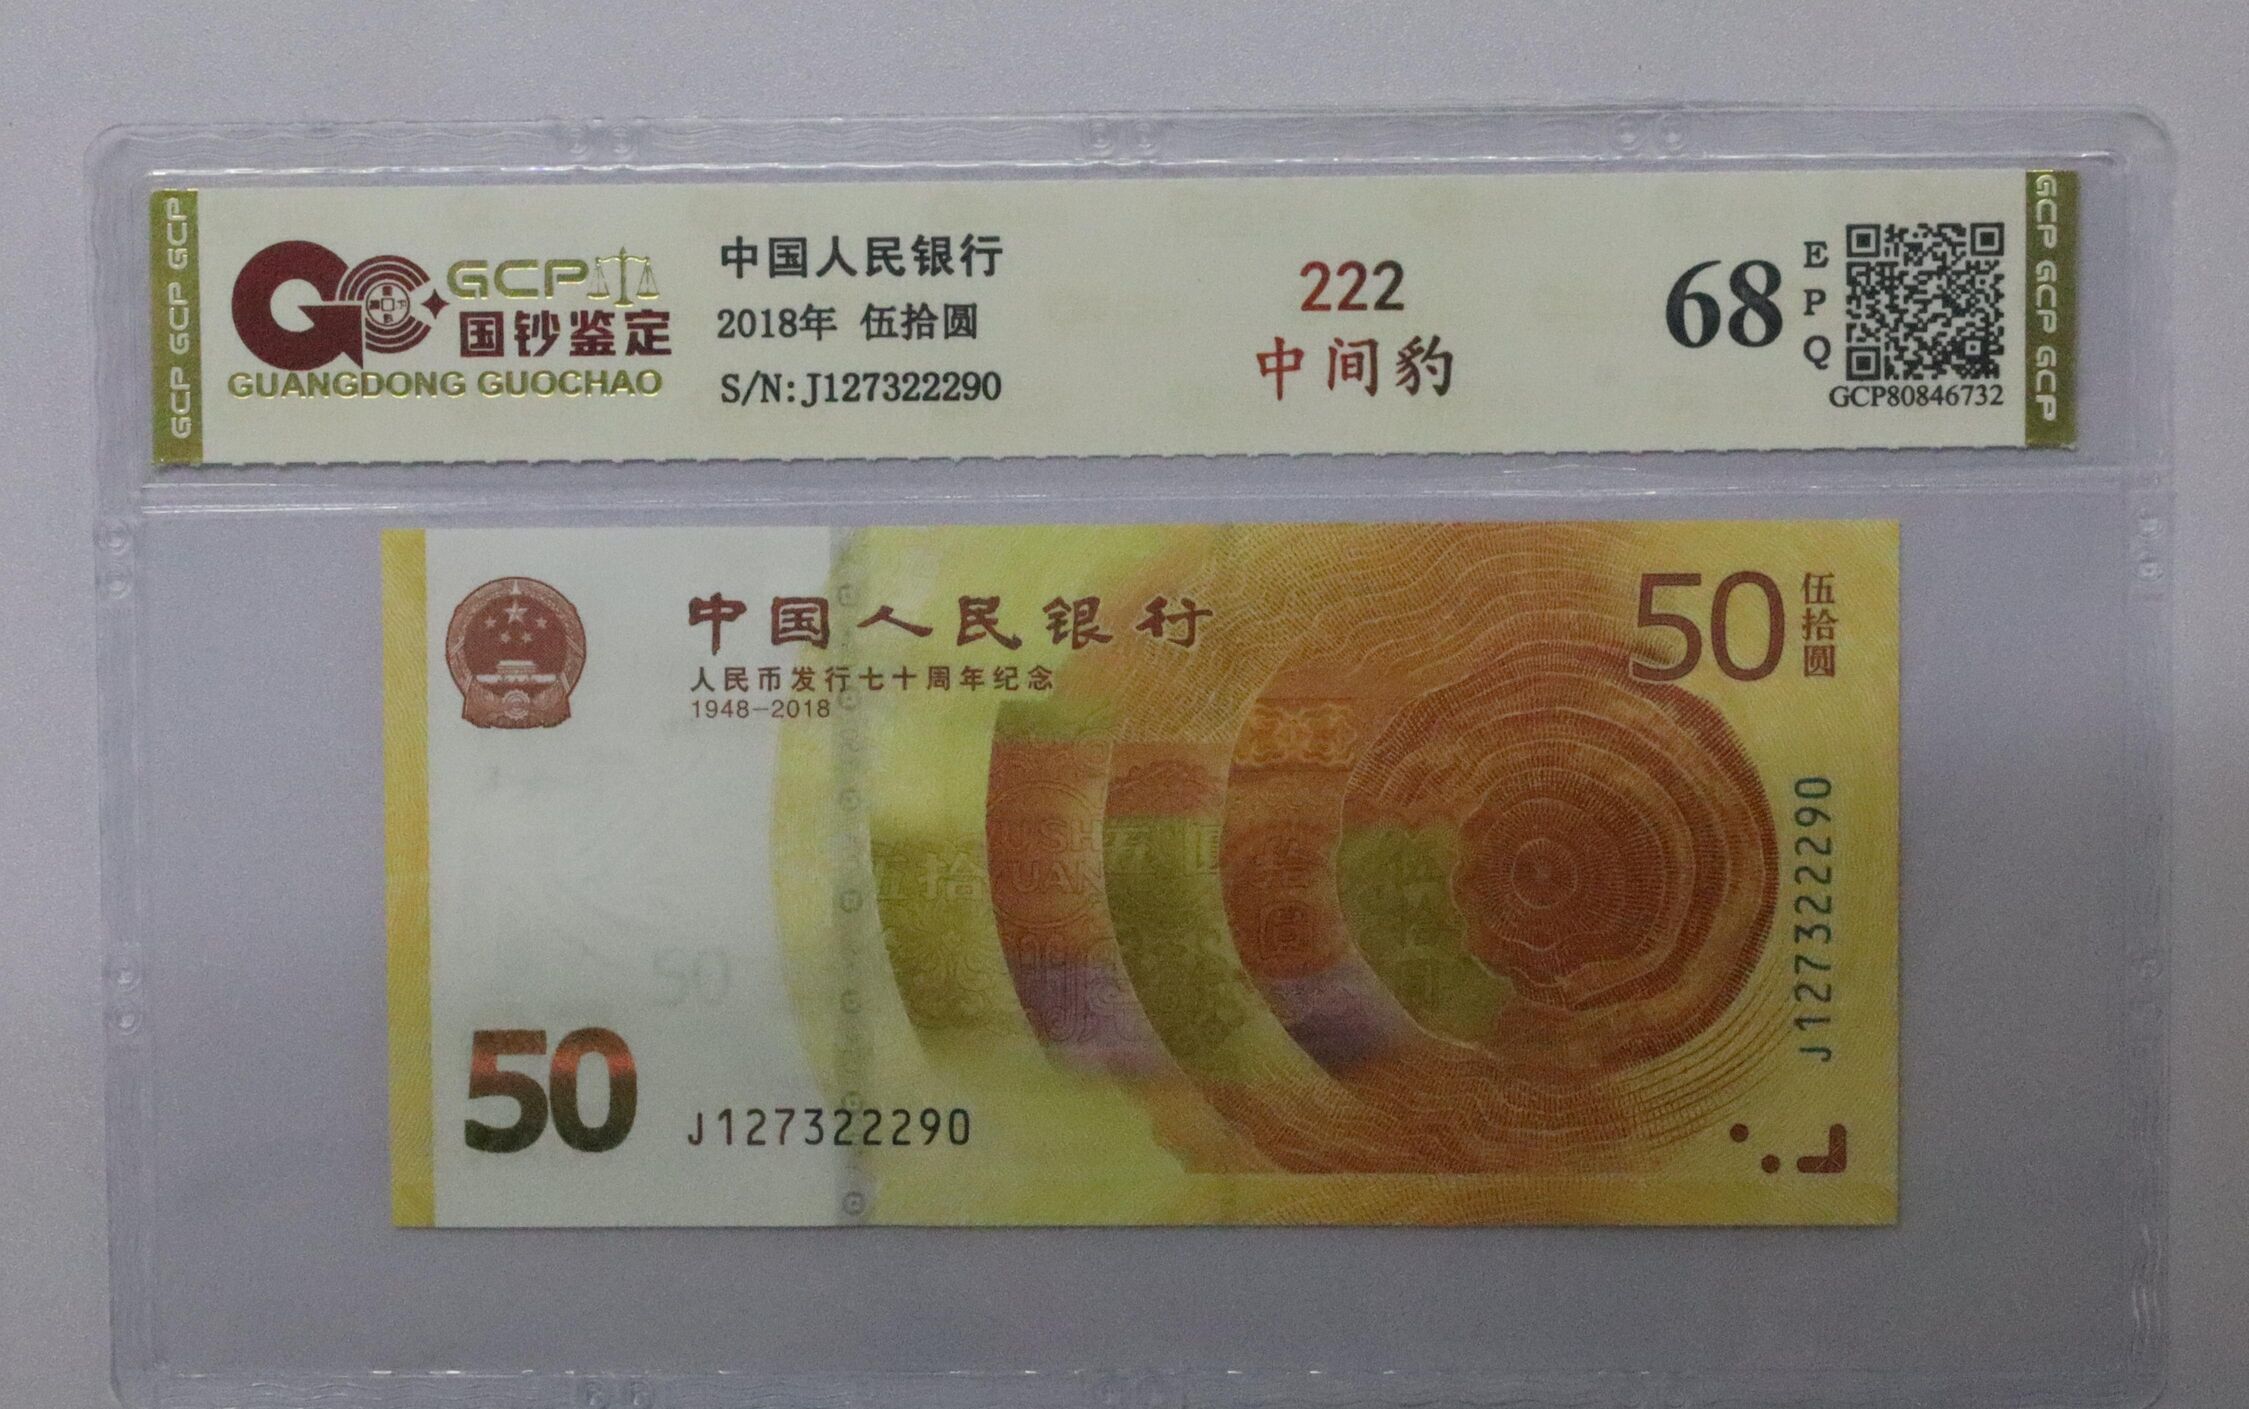 GCP GCP GCP
GCP
国钞鉴定
GUANGDONG GUOCHAO
中国人民银行
2018年 伍拾圆
S/N:J127322290
222
中间豹
68
EPQ
GCP80846732
GCP GCP GCP
中国人民银行
人民币发行七十周年纪念
1948-2018
50
伍拾圆
J127322290
50
50
J127322290